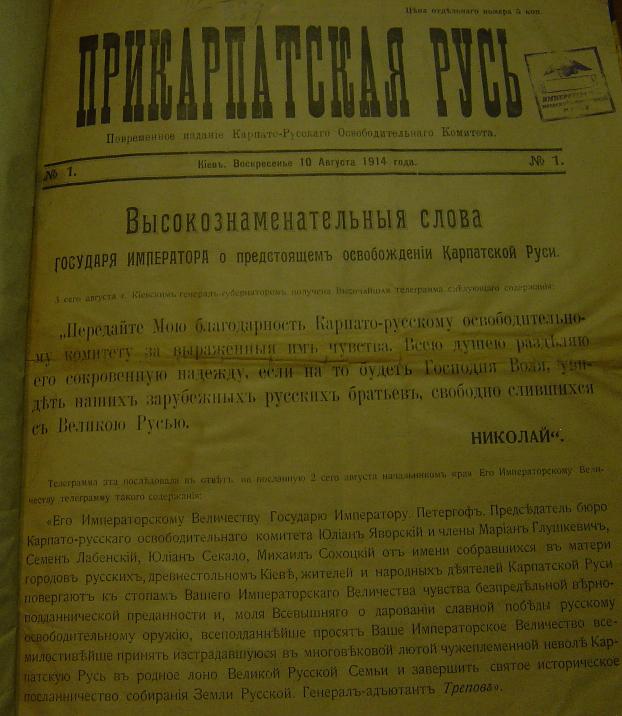 Цѣна отдѣльнаго номера 5 коп.
ПРИКАРПАТСКАЯ РУСЬ
Повременное изданіе Карпато-Русскаго Освободительнаго Комитета.
№ 1.
Кіевъ. Воскресенье 10 Августа 1914 года.
№ 1.
Высокознаменательныя слова
ГОСУДАРЯ ИМПЕРАТОРА о предстоящемъ освобожденіи Карпатской Руси.
3 сего августа г. Кіевскимъ генералъ-губернаторомъ получена Высочайшая телеграмма слѣдующаго содержанія:
„Передайте Мою благодарность Карпато-русскому освободительно-
му комитету за выраженныя имъ чувства. Всею душею раздѣляю
его сокровенную надежду, если на то будетъ Господня Воля, уви-
дѣть нашихъ зарубежныхъ русскихъ братьевъ, свободно слившихся
съ Великою Русью.
НИКОЛАЙ“.
Телеграмма эта послѣдовала въ отвѣтъ на посланную 2 сего августа начальникомъ края Его Императорскому Вели-
честву телеграмму такого содержанія:
«Его Императорскому Величеству Государю Императору. Петергофъ. Предсѣдатель бюро
Карпато-русскаго освободительнаго комитета Юліанъ Яворскій и члены Маріанъ Глушкевичъ,
Семенъ Лабенскій, Юліанъ Секало, Михаилъ Сохоцкій отъ имени собравшихся въ матери
городовъ русскихъ, древнестольномъ Кіевѣ, жителей и народныхъ дѣятелей Карпатской Руси
повергаютъ къ стопамъ Вашего Императорскаго Величества чувства безпредѣльной вѣрно-
подданнической преданности и, моля Всевышняго о дарованіи славной побѣды русскому
освободительному оружію, всеподданнѣйше просятъ Ваше Императорское Величество все-
милостивѣйше принять изстрадавшуюся въ многовѣковой лютой чужеплеменной неволѣ Кар-
патскую Русь въ родное лоно Великой Русской Семьи и завершить святое историческое
посланничество собиранія Земли Русской. Генералъ-адъютантъ Треповъ».